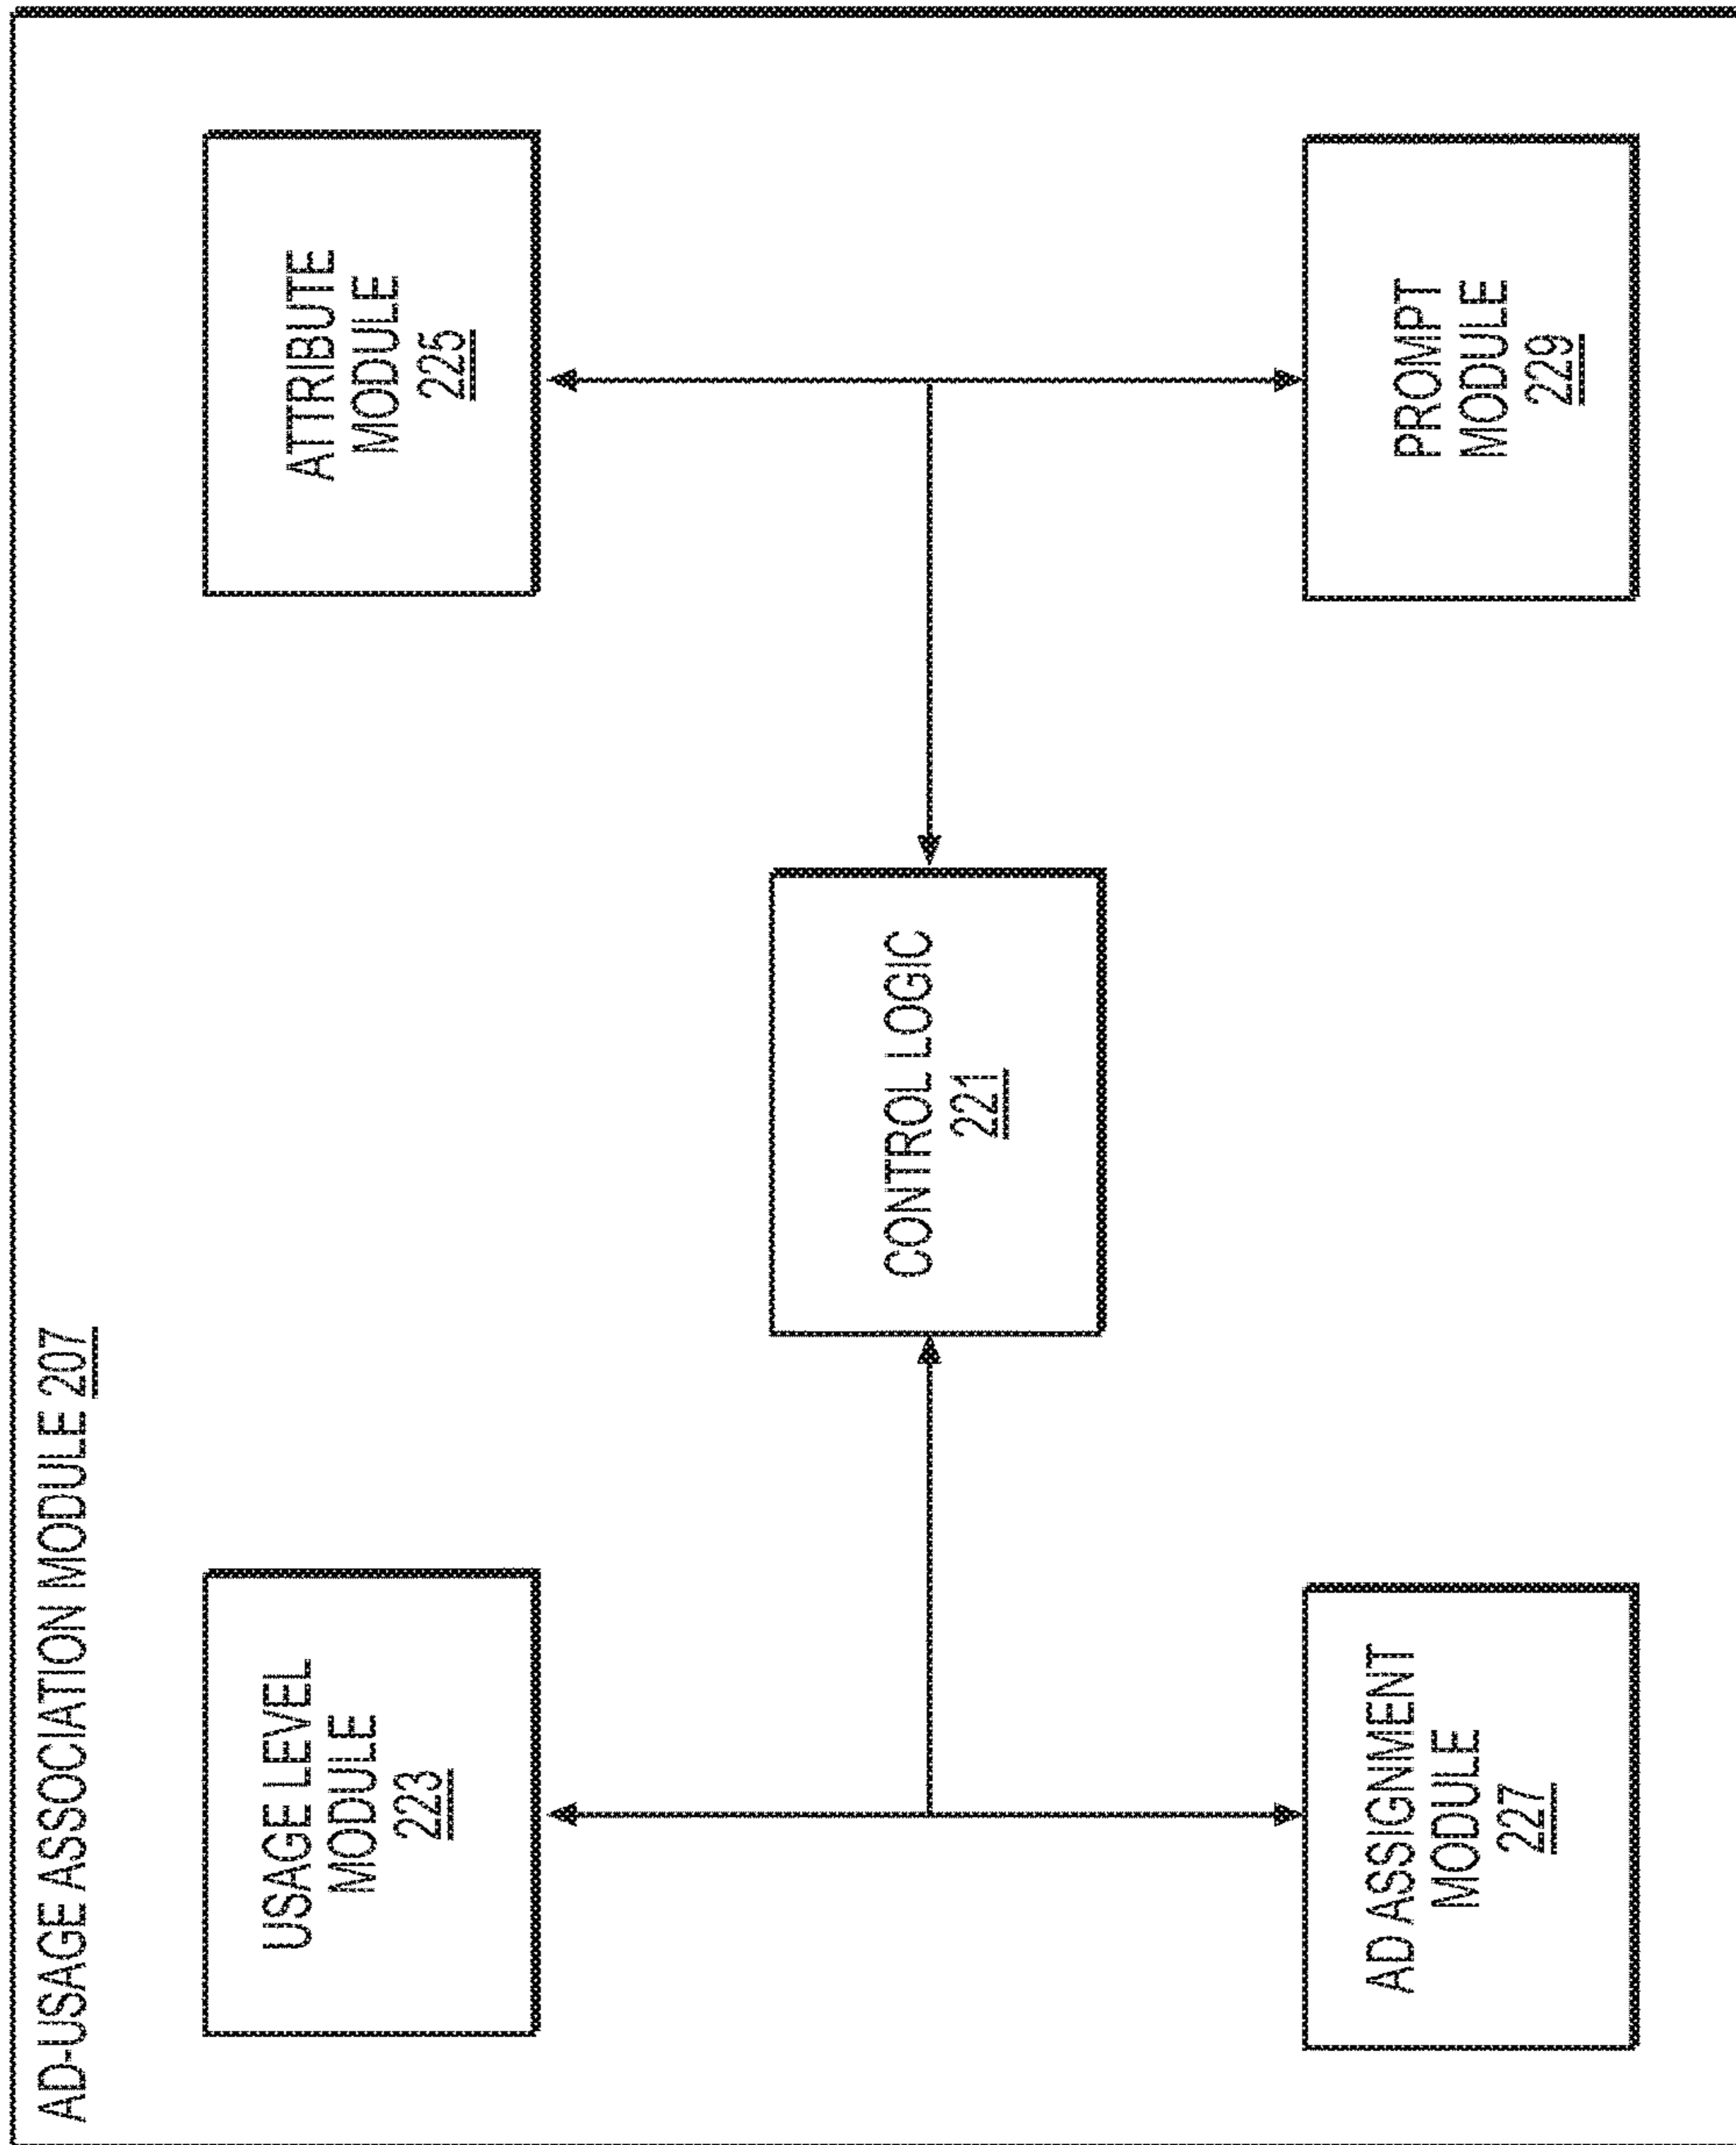 AD-USAGE ASSOCIATION MODULE 207
USAGE LEVEL
MODULE
223
ATTRIBUTE
MODULE
225
CONTROL LOGIC
221
AD ASSIGNMENT
MODULE
227
PROMPT
MODULE
229